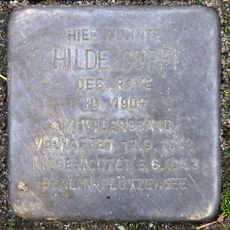 HIER WOHNTE
HILDE COPPI
GEB. RAKE
JG. 1909
IM WIDERSTAND
VERHAFTET 12.9.1942
HINGERICHTET 5.8.1943
BERLIN-PLÖTZENSEE